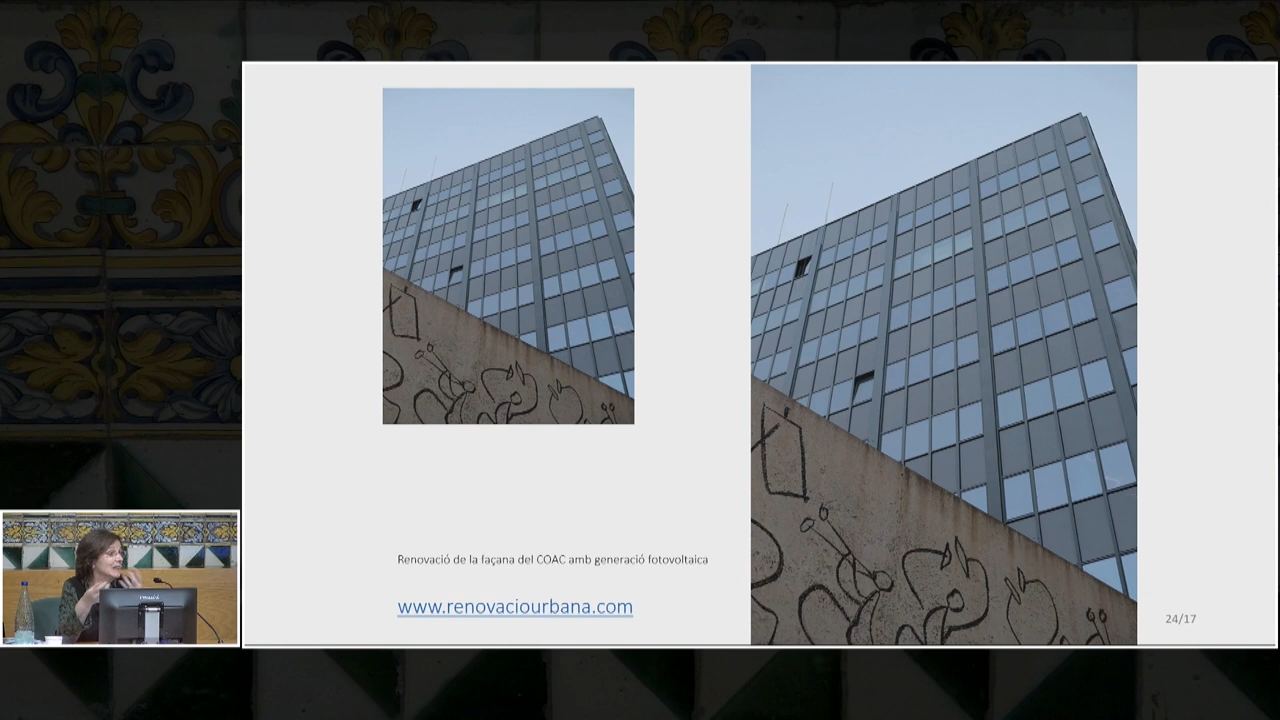 Renovació de la façana del COAC amb generació fotovoltaica
www.renovaciourbana.com
24/17